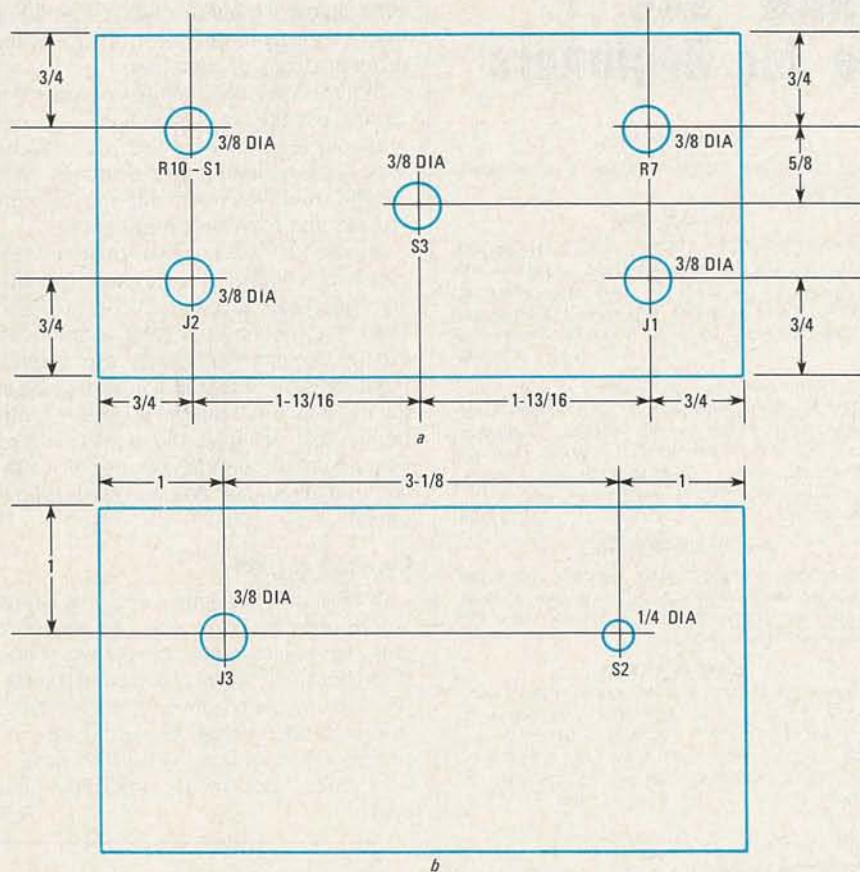 3/4
3/4
3/8 DIA
3/8 DIA
3/8 DIA
R10 – S1
R7
5/8
S3
3/8 DIA
3/8 DIA
J2
J1
3/4
3/4
3/4
1-13/16
1-13/16
3/4
a
1
3-1/8
1
1
3/8 DIA
1/4 DIA
J3
S2
b